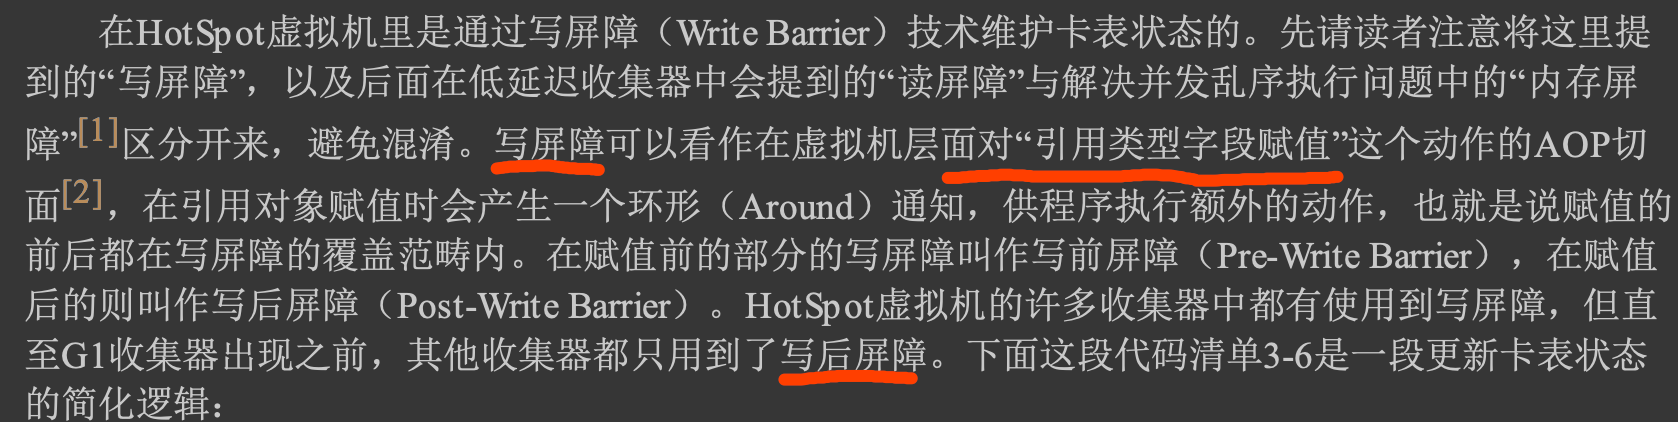 在HotSpot虚拟机里是通过写屏障（Write Barrier）技术维护卡表状态的。先请读者注意将这里提
到的“写屏障”，以及后面在低延迟收集器中会提到的“读屏障”与解决并发乱序执行问题中的“内存屏
障”[1]区分开来，避免混淆。写屏障可以看作在虚拟机层面对“引用类型字段赋值”这个动作的AOP切
面[2]，在引用对象赋值时会产生一个环形（Around）通知，供程序执行额外的动作，也就是说赋值的
前后都在写屏障的覆盖范畴内。在赋值前的部分的写屏障叫作写前屏障（Pre-Write Barrier），在赋值
后的则叫作写后屏障（Post-Write Barrier）。HotSpot虚拟机的许多收集器中都有使用到写屏障，但直
至G1收集器出现之前，其他收集器都只用到了写后屏障。下面这段代码清单3-6是一段更新卡表状态
的简化逻辑：